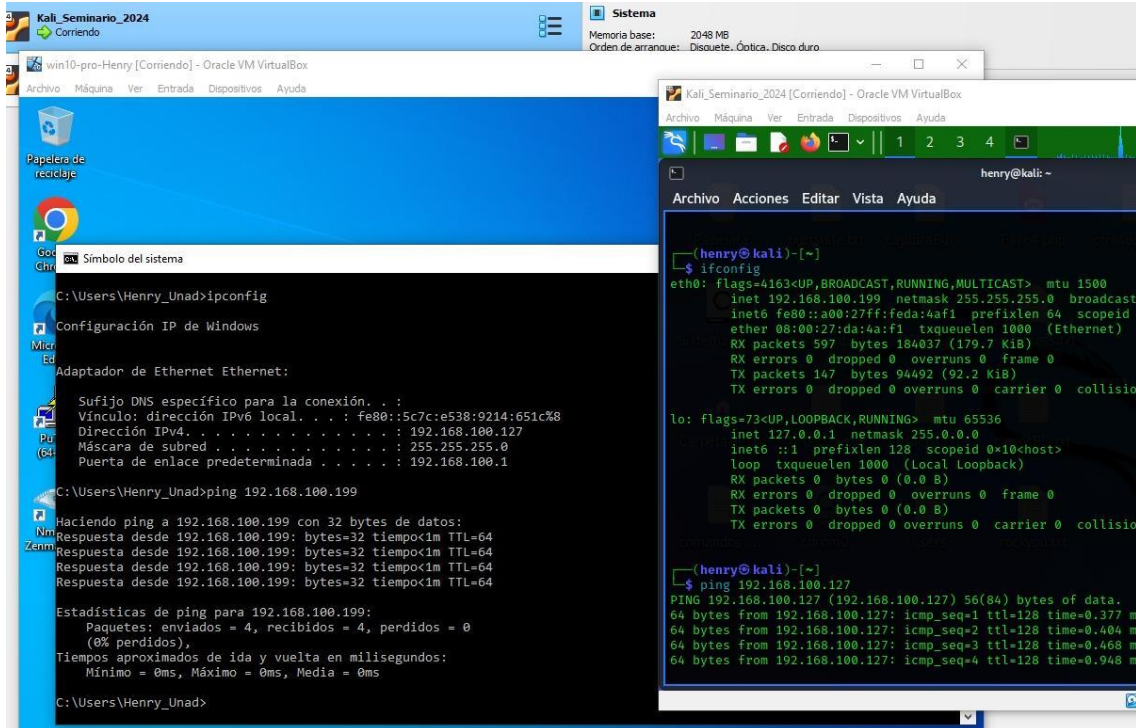 Kali_Seminario_2024
Corriendo
Sistema
Memoria base: 2048 MB
Orden de arranque: Disquete, Óptica, Disco duro
win10-pro-Henry [Corriendo] - Oracle VM VirtualBox
Archivo Máquina Ver Entrada Dispositivos Ayuda
Papelera de
reciclaje
Símbolo del sistema
C:\Users\Henry_Unad>ipconfig
Configuración IP de Windows
Adaptador de Ethernet Ethernet:
Sufijo DNS específico para la conexión. . :
Vínculo: dirección IPv6 local. . . : fe80::5c7c:e538:9214:651c%8
Dirección IPv4. . . . . . . . . . . . . . : 192.168.100.127
Máscara de subred . . . . . . . . . . . . : 255.255.255.0
Puerta de enlace predeterminada . . . . . : 192.168.100.1
C:\Users\Henry_Unad>ping 192.168.100.199
Haciendo ping a 192.168.100.199 con 32 bytes de datos:
Respuesta desde 192.168.100.199: bytes=32 tiempo<1m TTL=64
Respuesta desde 192.168.100.199: bytes=32 tiempo<1m TTL=64
Respuesta desde 192.168.100.199: bytes=32 tiempo<1m TTL=64
Respuesta desde 192.168.100.199: bytes=32 tiempo<1m TTL=64
Estadísticas de ping para 192.168.100.199:
Paquetes: enviados = 4, recibidos = 4, perdidos = 0
(0% perdidos),
Tiempos aproximados de ida y vuelta en milisegundos:
Mínimo = 0ms, Máximo = 0ms, Media = 0ms
C:\Users\Henry_Unad>
Kali_Seminario_2024 [Corriendo] - Oracle VM VirtualBox
Archivo Máquina Ver Entrada Dispositivos Ayuda
1 2 3 4
henry@kali: ~
Archivo Acciones Editar Vista Ayuda
(henry㉿kali)-[~]
$ ifconfig
eth0: flags=4163<UP,BROADCAST,RUNNING,MULTICAST> mtu 1500
inet 192.168.100.199 netmask 255.255.255.0 broadcast
inet6 fe80::a00:27ff:feda:4af1 prefixlen 64 scopeid
ether 08:00:27:da:4a:f1 txqueuelen 1000 (Ethernet)
RX packets 597 bytes 184037 (179.7 KiB)
RX errors 0 dropped 0 overruns 0 frame 0
TX packets 147 bytes 94492 (92.2 KiB)
TX errors 0 dropped 0 overruns 0 carrier 0 collisio
lo: flags=73<UP,LOOPBACK,RUNNING> mtu 65536
inet 127.0.0.1 netmask 255.0.0.0
inet6 ::1 prefixlen 128 scopeid 0×10<host>
loop txqueuelen 1000 (Local Loopback)
RX packets 0 bytes 0 (0.0 B)
RX errors 0 dropped 0 overruns 0 frame 0
TX packets 0 bytes 0 (0.0 B)
TX errors 0 dropped 0 overruns 0 carrier 0 collisio
(henry㉿kali)-[~]
$ ping 192.168.100.127
PING 192.168.100.127 (192.168.100.127) 56(84) bytes of data.
64 bytes from 192.168.100.127: icmp_seq=1 ttl=128 time=0.377 m
64 bytes from 192.168.100.127: icmp_seq=2 ttl=128 time=0.404 m
64 bytes from 192.168.100.127: icmp_seq=3 ttl=128 time=0.468 m
64 bytes from 192.168.100.127: icmp_seq=4 ttl=128 time=0.948 m